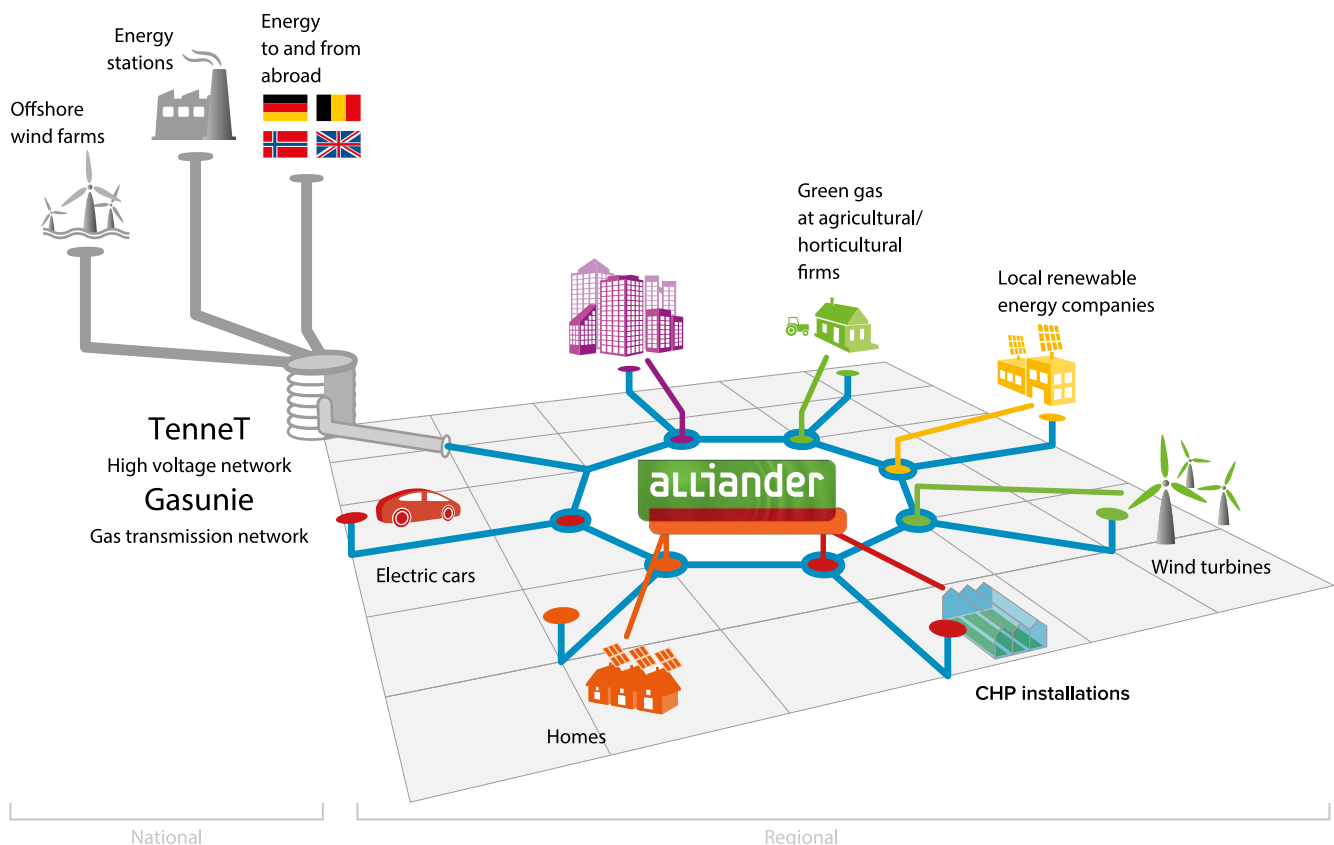 Energy
stations
Energy
to and from
abroad
Offshore
wind farms
Green gas
at agricultural/
horticultural
firms
Local renewable
energy companies
TenneT
High voltage network
Gasunie
Gas transmission network
alliander
Electric cars
Wind turbines
CHP installations
Homes
National
Regional